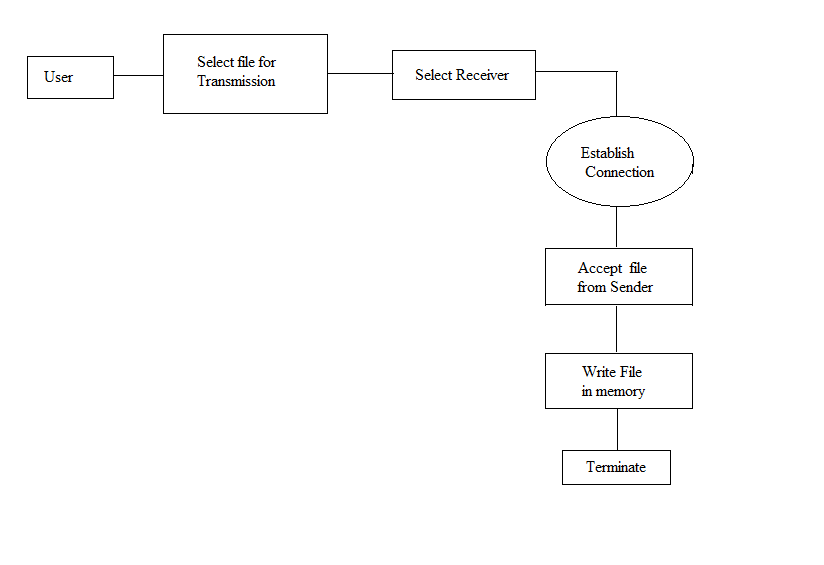 User
Select file for
Transmission
Select Receiver
Establish
Connection
Accept file
from Sender
Write File
in memory
Terminate